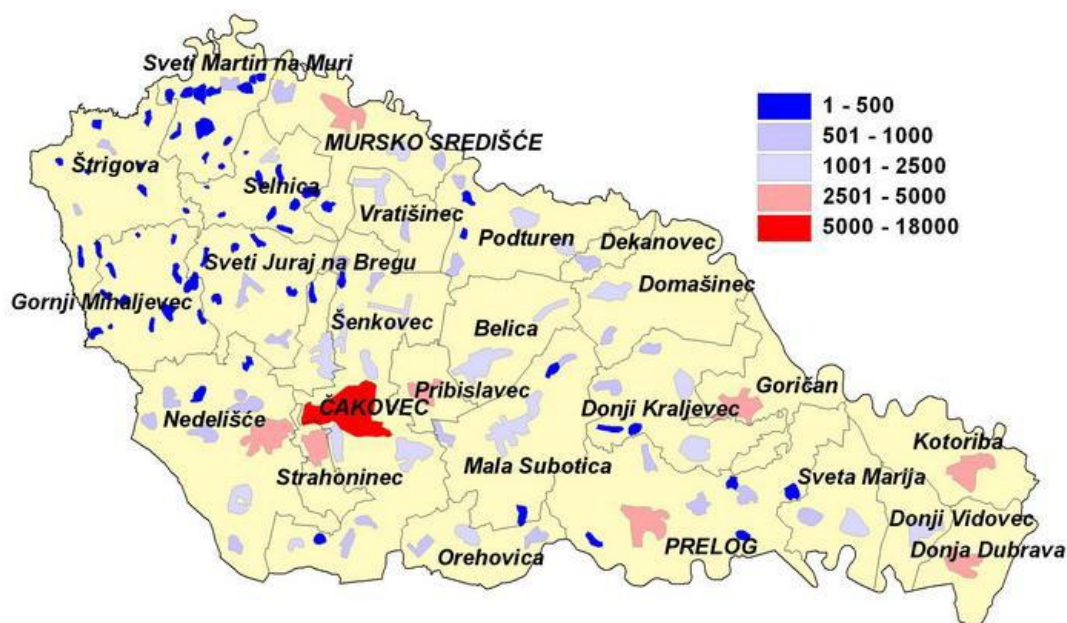 Sveti Martin na Muri
1 - 500
501 - 1000
MURSKO SREDIŠĆE
1001 - 2500
Štrigova
Selnica
2501 - 5000
Vratišinec
5000 - 18000
Podturen
Dekanovec
Sveti Juraj na Bregu
Domašinec
Gornji Mihaljevec
Šenkovec
Belica
Pribislavec
Goričan
ČAKOVEC
Nedelišće
Donji Kraljevec
Kotoriba
Strahoninec
Mala Subotica
Sveta Marija
Donji Vidovec
PRELOG
Donja Dubrava
Orehovica